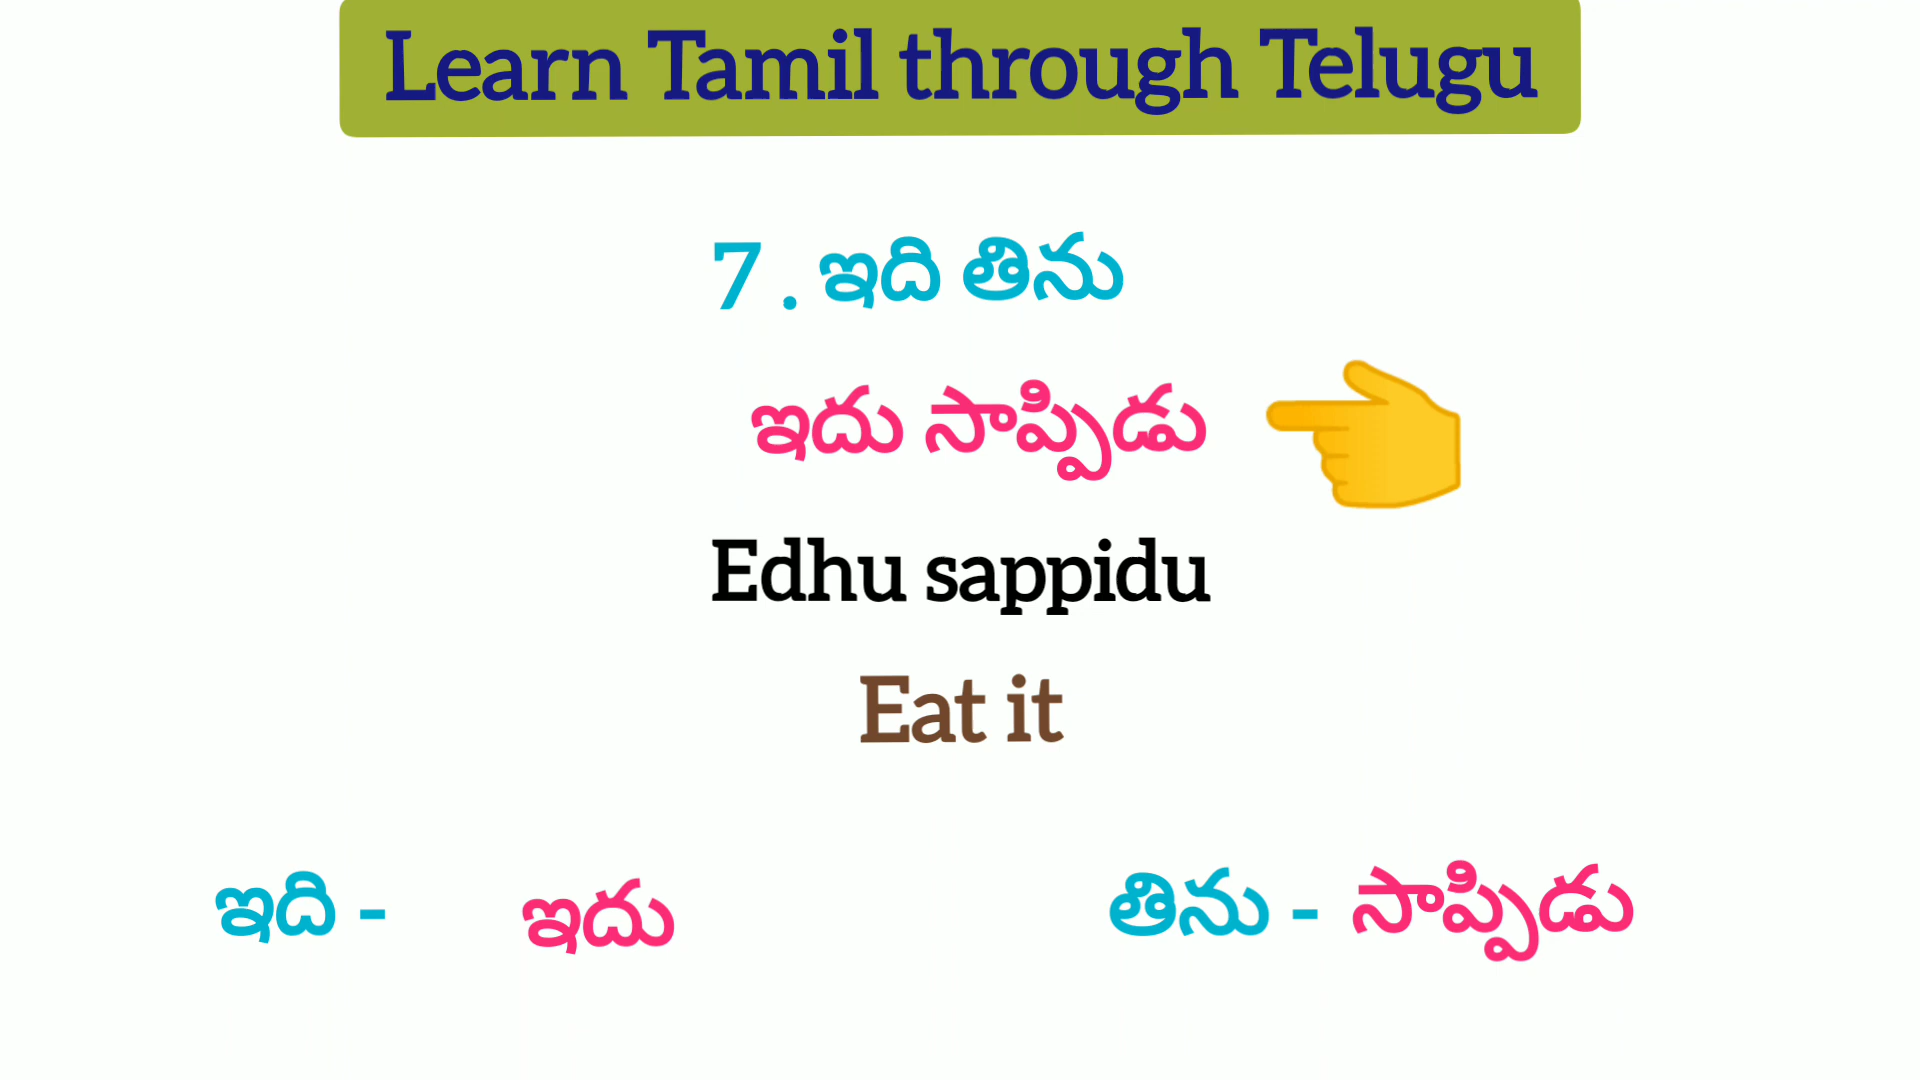 Learn Tamil through Telugu
7 . ఇది తిను
ఇదు సాప్పిడు
Edhu sappidu
Eat it
ఇది - ఇదు తిను - సాప్పిడు